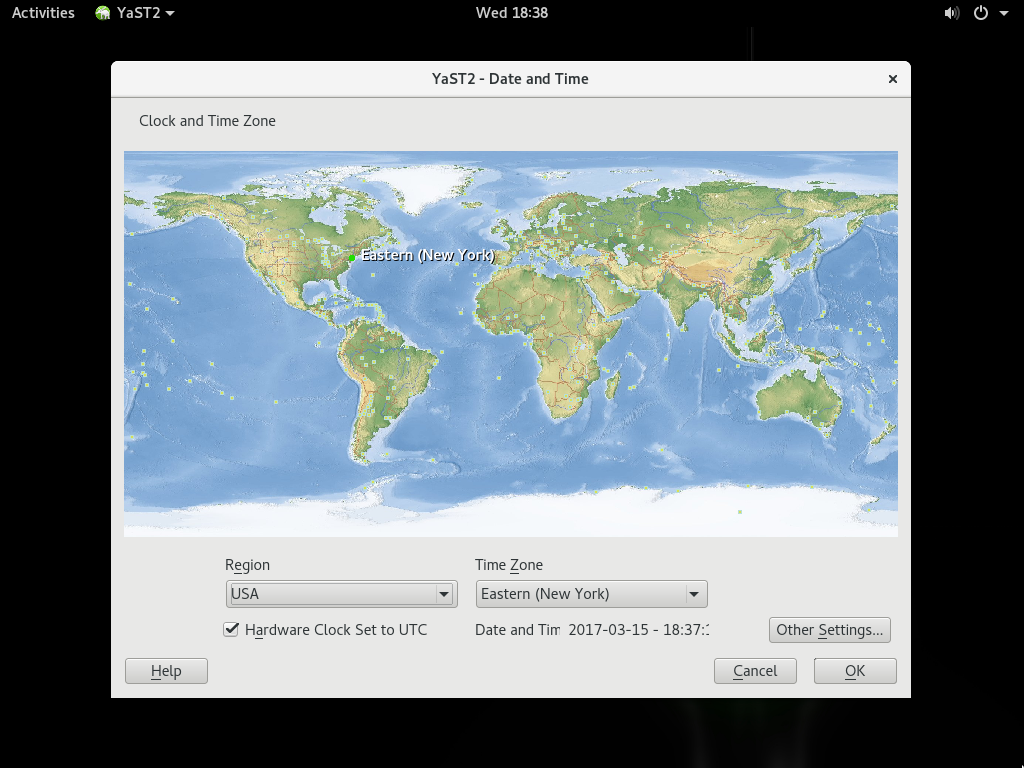 Activities YaST2 Wed 18:38
YaST2 - Date and Time
Clock and Time Zone
Eastern (New York)
Region Time Zone
USA Eastern (New York)
Hardware Clock Set to UTC Date and Tim 2017-03-15 - 18:37: Other Settings...
Help Cancel OK